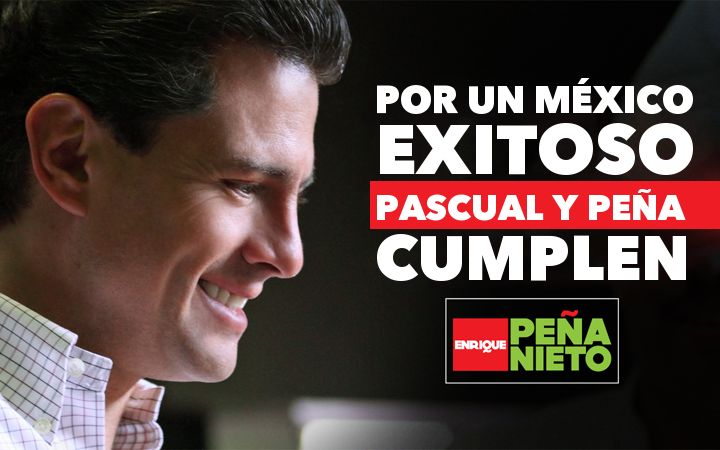 POR UN MÉXICO
EXITOSO
PASCUAL Y PEÑA
CUMPLEN
ENRIQUE
PEÑA
NIETO